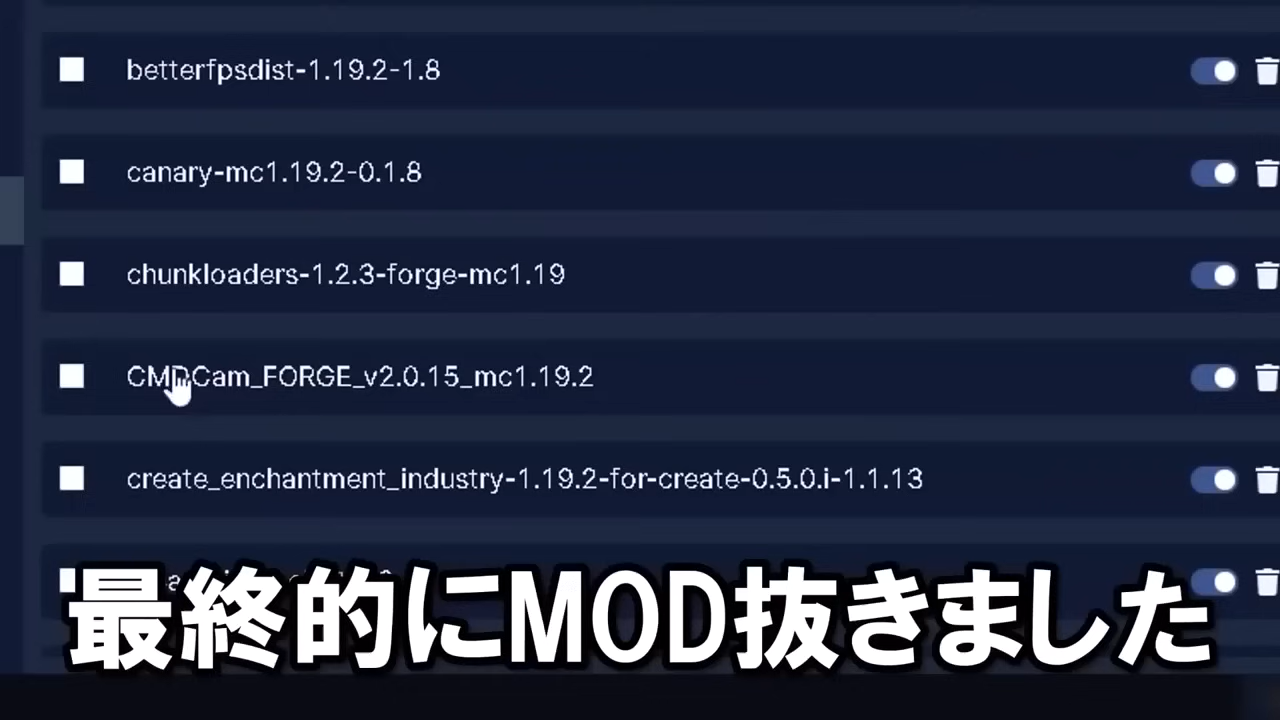 betterfpsdist-1.19.2-1.8
canary-mc1.19.2-0.1.8
chunkloaders-1.2.3-forge-mc1.19
CMDCam_FORGE_v2.0.15_mc1.19.2
create_enchantment_industry-1.19.2-for-create-0.5.0.i-1.1.13
最終的にMOD抜きました